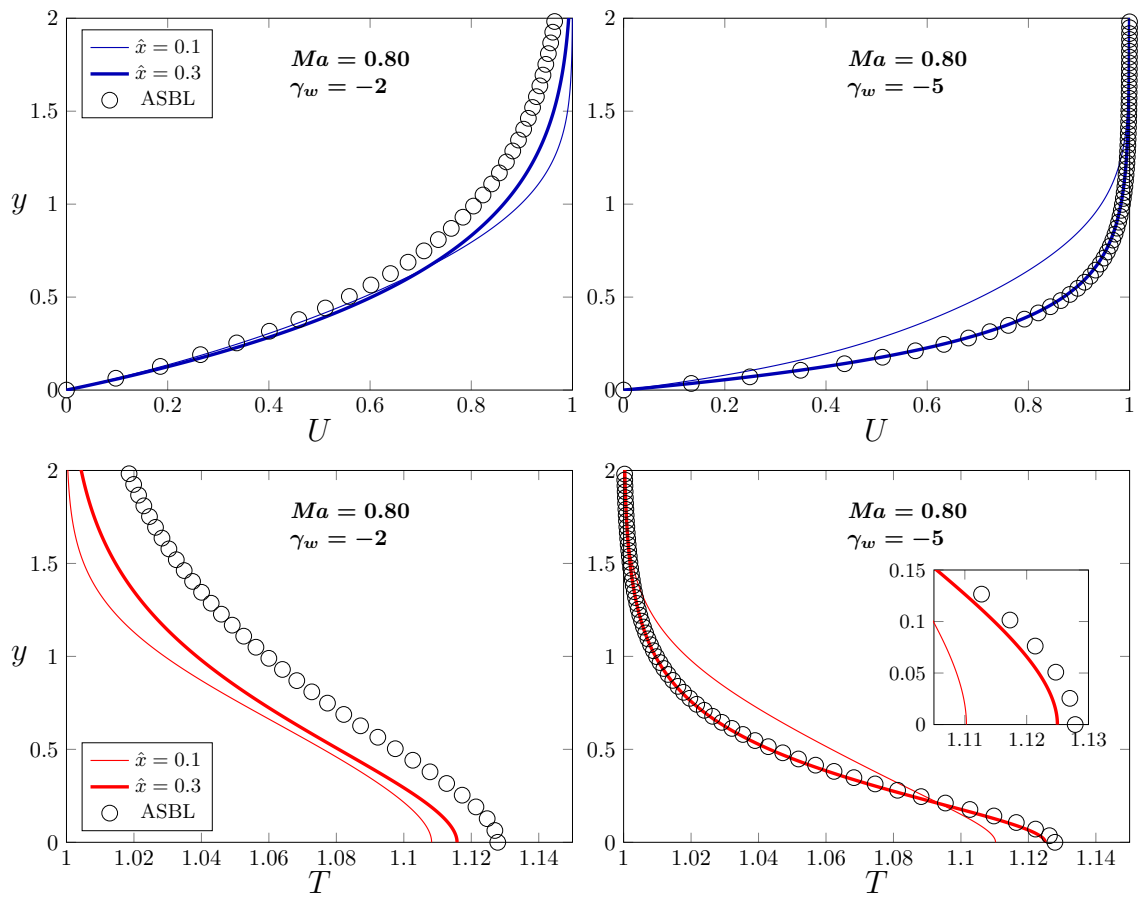 2
1.5
1
0.5
0
y
x̂ = 0.1
x̂ = 0.3
ASBL
Ma = 0.80
γw = −2
0 0.2 0.4 0.6 0.8 1
U
2
1.5
1
0.5
0
Ma = 0.80
γw = −5
0 0.2 0.4 0.6 0.8 1
U
2
1.5
1
0.5
0
y
Ma = 0.80
γw = −2
x̂ = 0.1
x̂ = 0.3
ASBL
1 1.02 1.04 1.06 1.08 1.1 1.12 1.14
T
2
1.5
1
0.5
0
Ma = 0.80
γw = −5
0.15
0.1
0.05
0
1.11 1.12 1.13
1 1.02 1.04 1.06 1.08 1.1 1.12 1.14
T